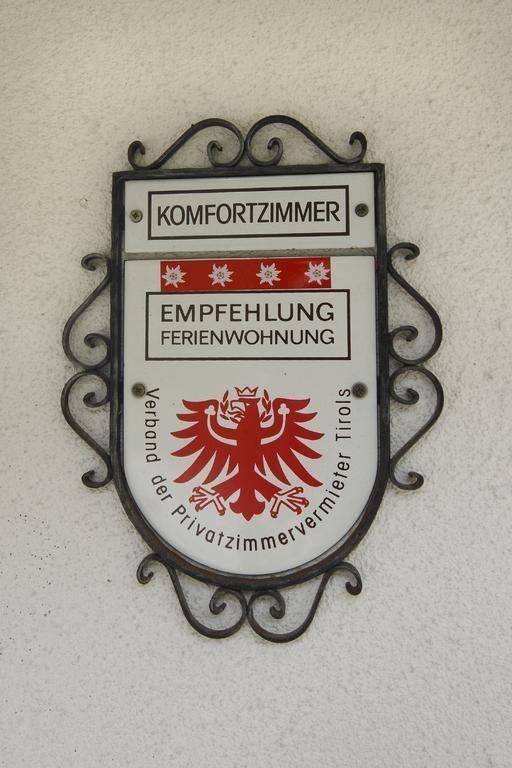 KOMFORTZIMMER
EMPFEHLUNG
FERIENWOHNUNG
Verband der Privatzimmervermieter Tirols